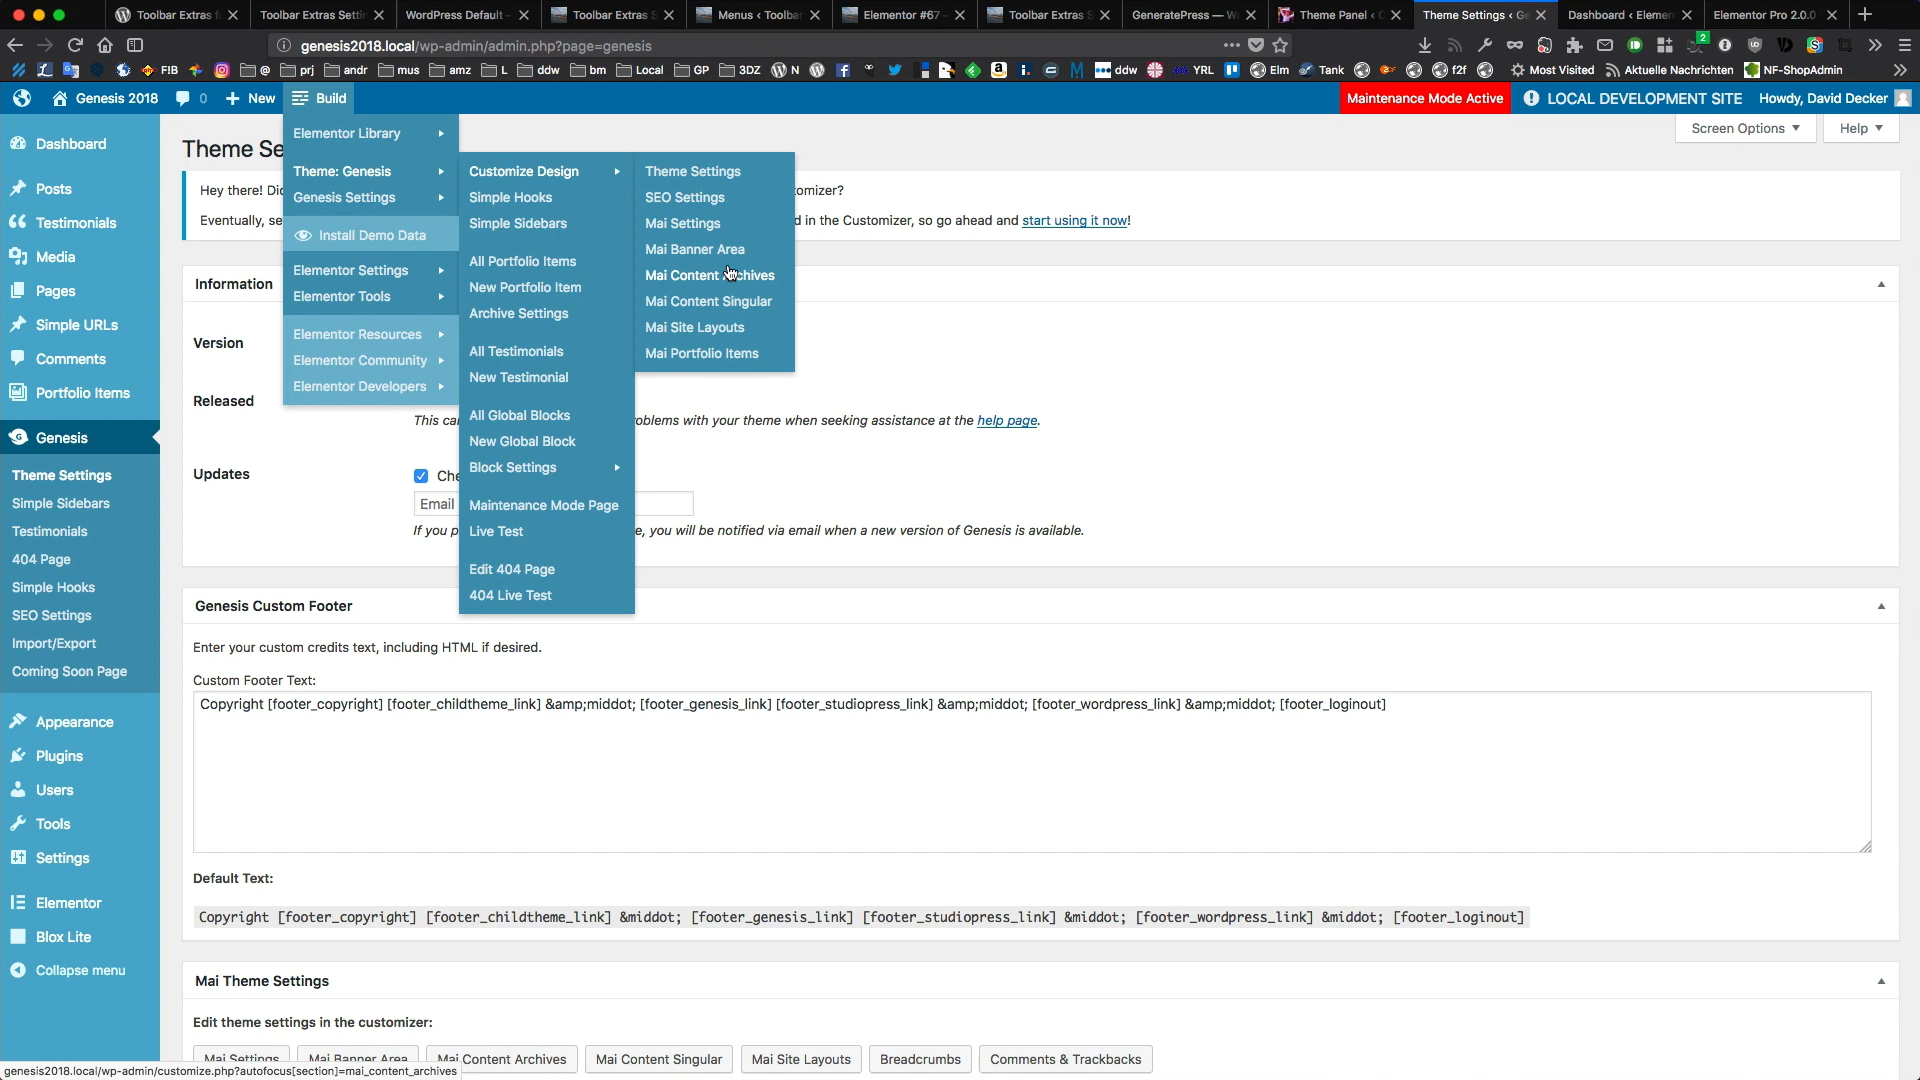 Toolbar Extras f
Toolbar Extras Setti
WordPress Default -
Toolbar Extras S
Menus < Toolba
Elementor #67 -
Toolbar Extras S
GeneratePress — W
Theme Panel < O
Theme Settings < Ge
Dashboard < Elemen
Elementor Pro 2.0.0
genesis2018.local/wp-admin/admin.php?page=genesis
FIB
@
prj
andr
mus
amz
L
ddw
bm
Local
GP
3DZ
N
ddw
YRL
Elm
Tank
f2f
Most Visited
Aktuelle Nachrichten
NF-ShopAdmin
Genesis 2018
0
New
Build
Maintenance Mode Active
LOCAL DEVELOPMENT SITE
Howdy, David Decker
Dashboard
Posts
Testimonials
Media
Pages
Simple URLs
Comments
Portfolio Items
Genesis
Theme Settings
Simple Sidebars
Testimonials
404 Page
Simple Hooks
SEO Settings
Import/Export
Coming Soon Page
Appearance
Plugins
Users
Tools
Settings
Elementor
Blox Lite
Collapse menu
Screen Options
Help
Theme Se
Hey there! Di
omizer?
Eventually, se
d in the Customizer, so go ahead and start using it now!
Elementor Library
Theme: Genesis
Genesis Settings
Install Demo Data
Elementor Settings
Elementor Tools
Elementor Resources
Elementor Community
Elementor Developers
Customize Design
Simple Hooks
Simple Sidebars
All Portfolio Items
New Portfolio Item
Archive Settings
All Testimonials
New Testimonial
All Global Blocks
New Global Block
Block Settings
Maintenance Mode Page
Live Test
Edit 404 Page
404 Live Test
Theme Settings
SEO Settings
Mai Settings
Mai Banner Area
Mai Content Archives
Mai Content Singular
Mai Site Layouts
Mai Portfolio Items
Information
Version
Released
This ca
oblems with your theme when seeking assistance at the help page.
Updates
Che
Email
If you p
e, you will be notified via email when a new version of Genesis is available.
Genesis Custom Footer
Enter your custom credits text, including HTML if desired.
Custom Footer Text:
Copyright [footer_copyright] [footer_childtheme_link] &amp;middot; [footer_genesis_link] [footer_studiopress_link] &amp;middot; [footer_wordpress_link] &amp;middot; [footer_loginout]
Default Text:
Copyright [footer_copyright] [footer_childtheme_link] &middot; [footer_genesis_link] [footer_studiopress_link] &middot; [footer_wordpress_link] &middot; [footer_loginout]
Mai Theme Settings
Edit theme settings in the customizer:
Mai Settings
Mai Banner Area
Mai Content Archives
Mai Content Singular
Mai Site Layouts
Breadcrumbs
Comments & Trackbacks
genesis2018.local/wp-admin/customize.php?autofocus[section]=mai_content_archives